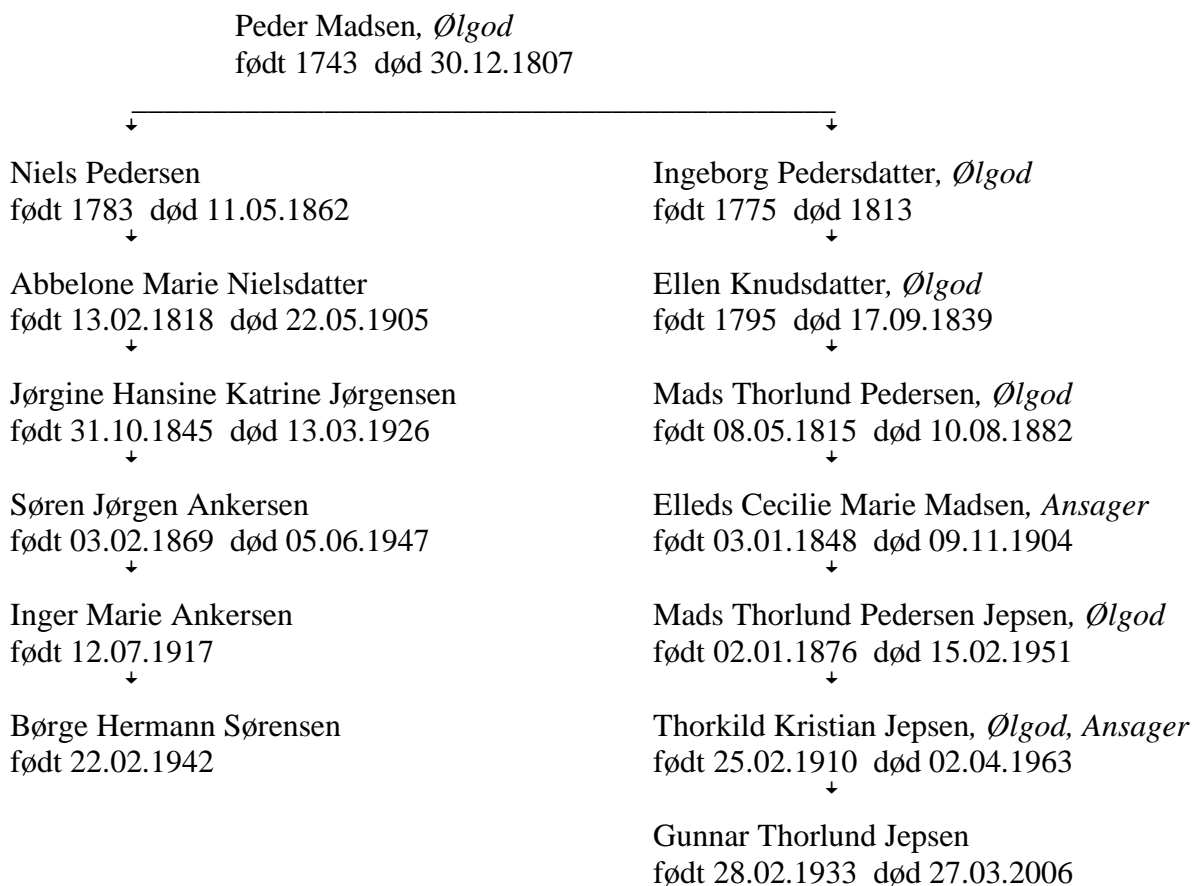 Peder Madsen, Ølgod
født 1743 død 30.12.1807
Niels Pedersen
født 1783 død 11.05.1862
Abbelone Marie Nielsdatter
født 13.02.1818 død 22.05.1905
Jørgine Hansine Katrine Jørgensen
født 31.10.1845 død 13.03.1926
Søren Jørgen Ankersen
født 03.02.1869 død 05.06.1947
Inger Marie Ankersen
født 12.07.1917
Børge Hermann Sørensen
født 22.02.1942
Ingeborg Pedersdatter, Ølgod
født 1775 død 1813
Ellen Knudsdatter, Ølgod
født 1795 død 17.09.1839
Mads Thorlund Pedersen, Ølgod
født 08.05.1815 død 10.08.1882
Elleds Cecilie Marie Madsen, Ansager
født 03.01.1848 død 09.11.1904
Mads Thorlund Pedersen Jepsen, Ølgod
født 02.01.1876 død 15.02.1951
Thorkild Kristian Jepsen, Ølgod, Ansager
født 25.02.1910 død 02.04.1963
Gunnar Thorlund Jepsen
født 28.02.1933 død 27.03.2006